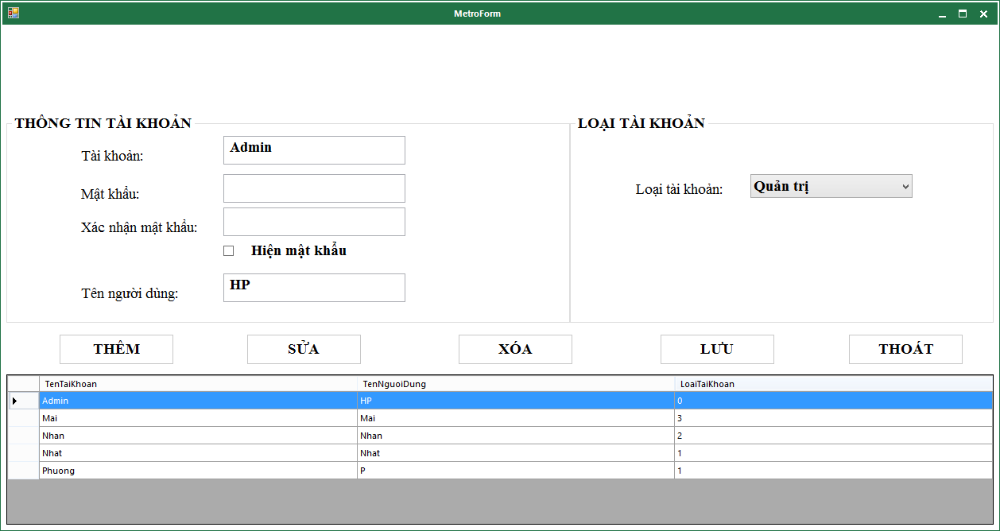 MetroForm
THÔNG TIN TÀI KHOẢN
Tài khoản: Admin
Mật khẩu:
Xác nhận mật khẩu:
Hiện mật khẩu
Tên người dùng: HP
LOẠI TÀI KHOẢN
Loại tài khoản: Quản trị
THÊM SỬA XÓA LƯU THOÁT
TenTaiKhoan TenNguoiDung LoaiTaiKhoan
Admin HP 0
Mai Mai 3
Nhan Nhan 2
Nhat Nhat 1
Phuong P 1